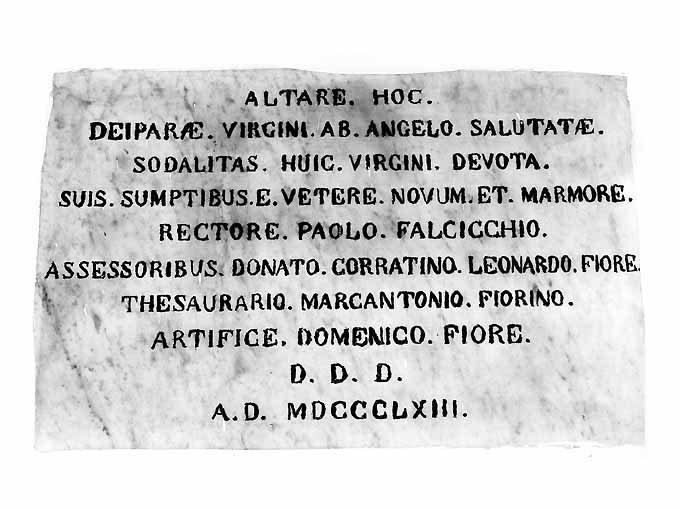 ALTARE. HOC.
DEIPARÆ. VIRGINI. AB. ANGELO. SALUTATÆ.
SODALITAS. HUIC. VIRGINI. DEVOTA.
SUIS. SUMPTIBUS. E. VETERE. NOVUM. ET. MARMORE.
RECTORE. PAOLO. FALCICCHIO.
ASSESSORIBUS. DONATO. CORRATINO. LEONARDO. FIORE.
THESAURARIO. MARCANTONIO. FIORINO.
ARTIFICE. DOMENICO. FIORE.
D. D. D.
A. D. MDCCCLXIII.